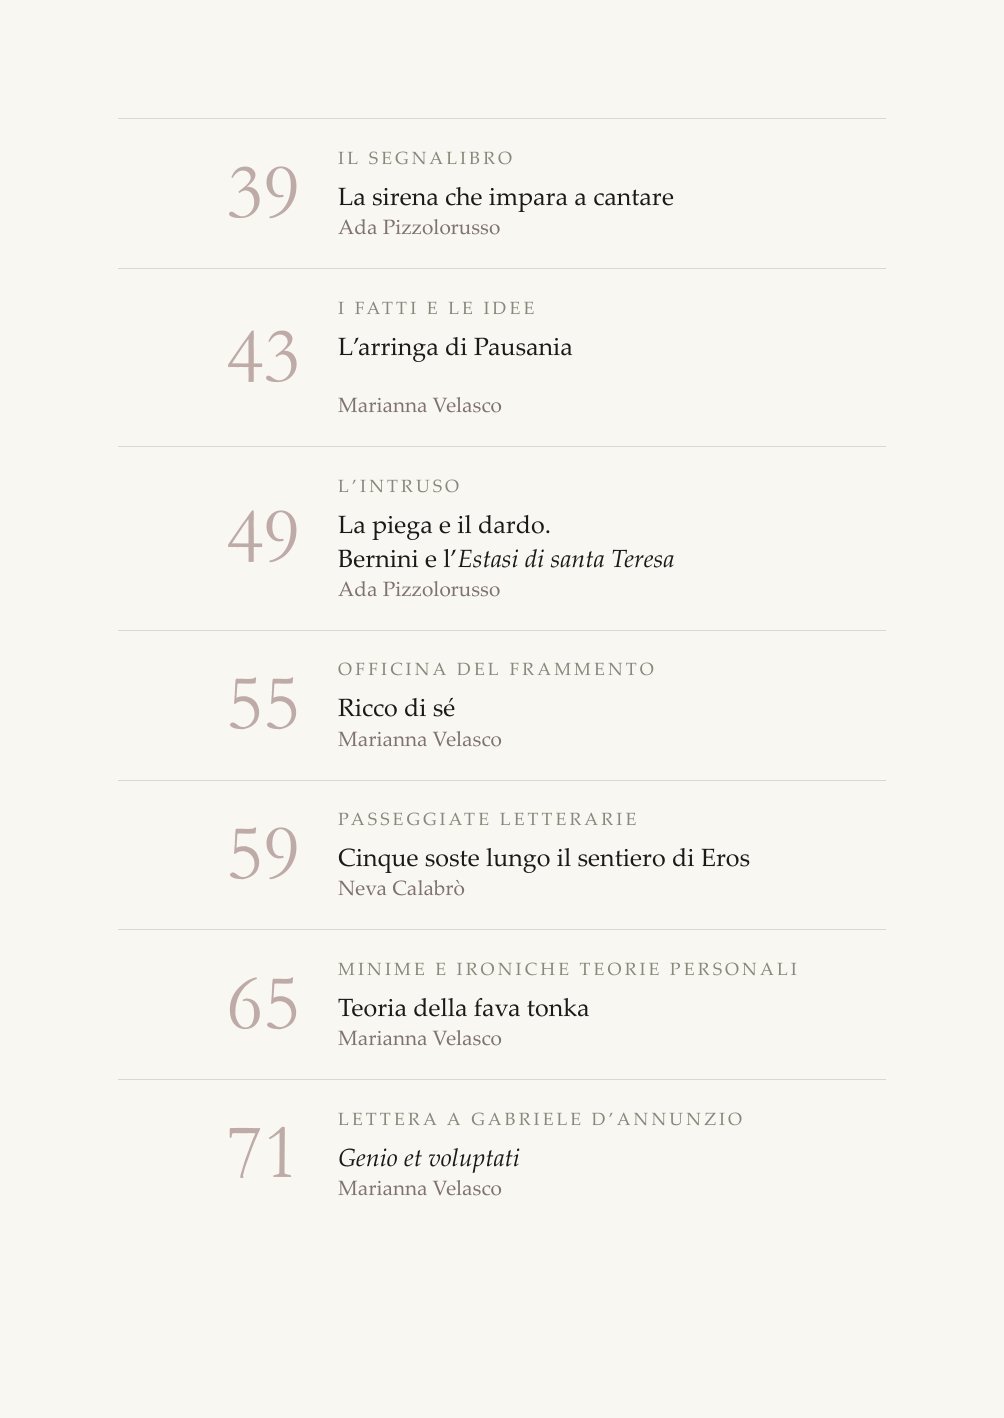 39
IL SEGNALIBRO
La sirena che impara a cantare
Ada Pizzolorusso
43
I FATTI E LE IDEE
L’arringa di Pausania
Marianna Velasco
49
L’INTRUSO
La piega e il dardo.
Bernini e l’Estasi di santa Teresa
Ada Pizzolorusso
55
OFFICINA DEL FRAMMENTO
Ricco di sé
Marianna Velasco
59
PASSEGGIATE LETTERARIE
Cinque soste lungo il sentiero di Eros
Neva Calabrò
65
MINIME E IRONICHE TEORIE PERSONALI
Teoria della fava tonka
Marianna Velasco
71
LETTERA A GABRIELE D’ANNUNZIO
Genio et voluptati
Marianna Velasco